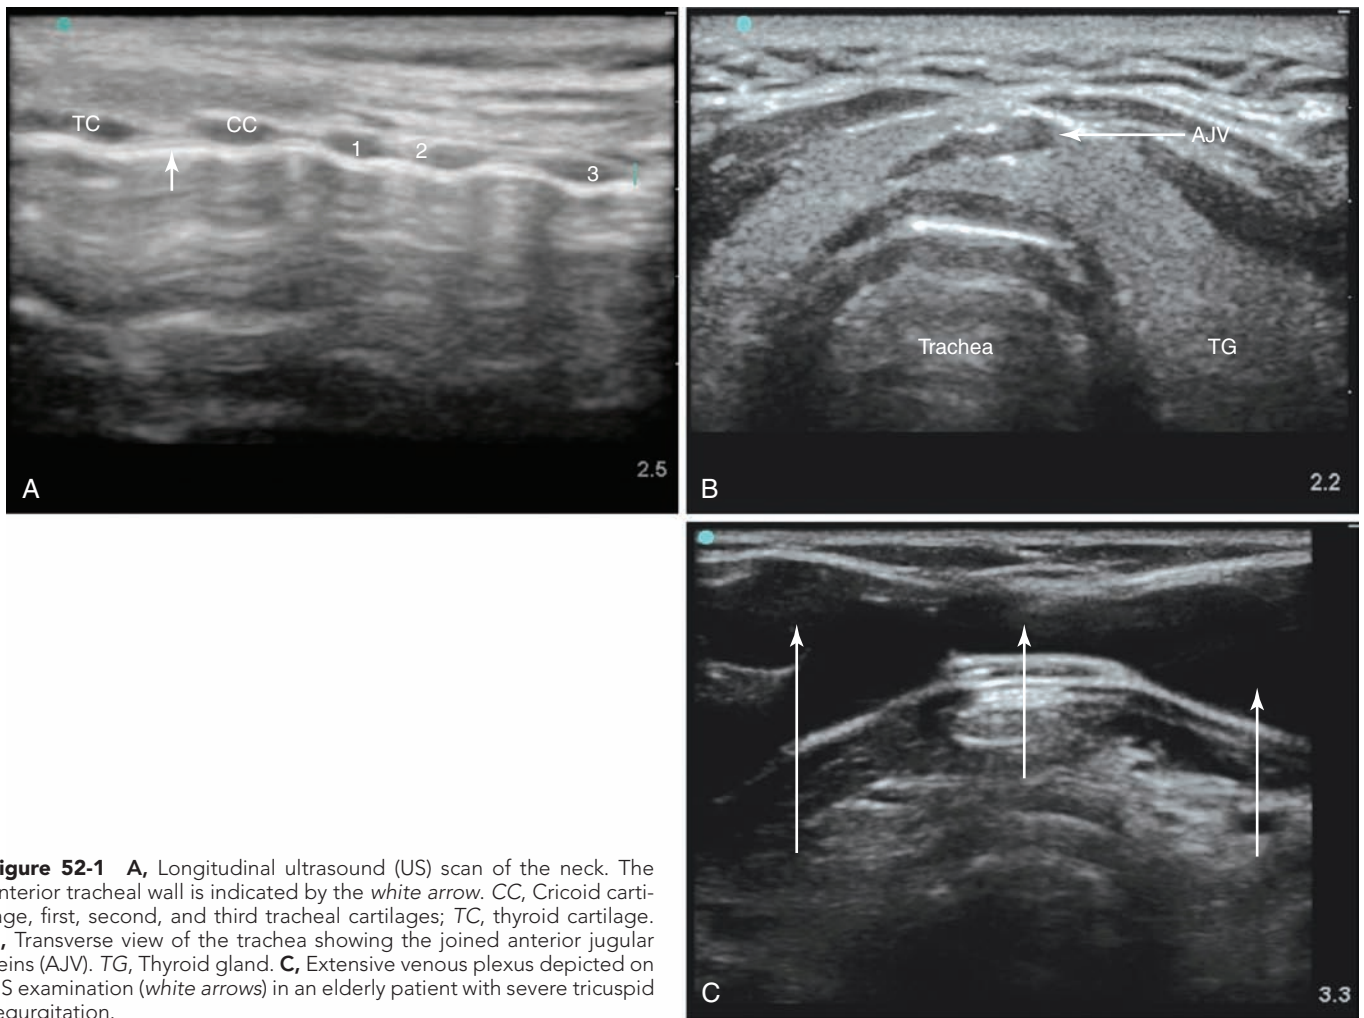 TC
CC
1
2
3
2.5
A
AJV
Trachea
TG
2.2
B
C
3.3
igure 52-1 A, Longitudinal ultrasound (US) scan of the neck. The
nterior tracheal wall is indicated by the white arrow. CC, Cricoid carti-
age, first, second, and third tracheal cartilages; TC, thyroid cartilage.
, Transverse view of the trachea showing the joined anterior jugular
eins (AJV). TG, Thyroid gland. C, Extensive venous plexus depicted on
S examination (white arrows) in an elderly patient with severe tricuspid
egurgitation.